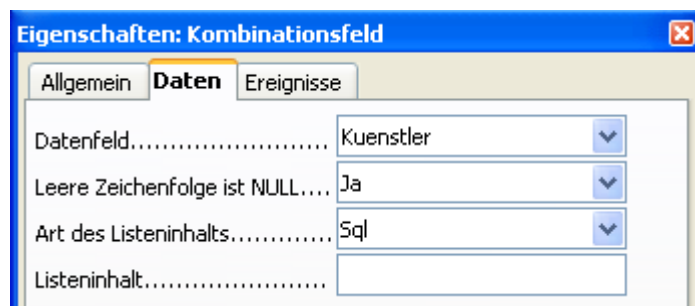 Eigenschaften: Kombinationsfeld
Allgemein Daten Ereignisse
Datenfeld......................... Kuenstler
Leere Zeichenfolge ist NULL.... Ja
Art des Listeninhalts............. Sql
Listeninhalt.......................